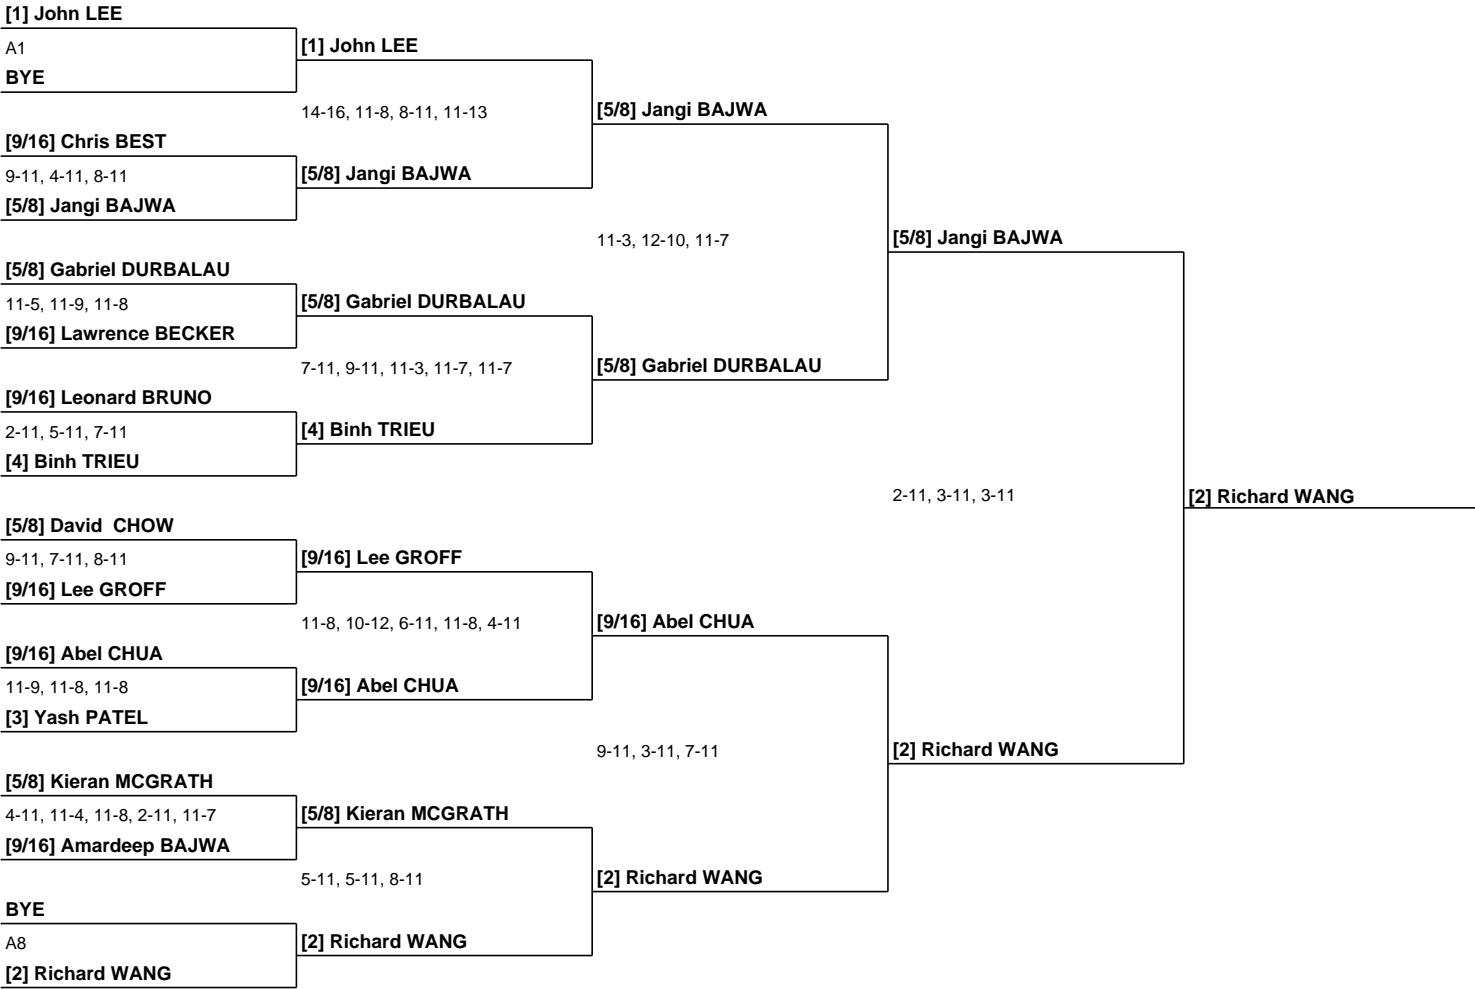 [1] John LEE
A1
BYE
[9/16] Chris BEST
9-11, 4-11, 8-11
[5/8] Jangi BAJWA
[5/8] Gabriel DURBALAU
11-5, 11-9, 11-8
[9/16] Lawrence BECKER
[9/16] Leonard BRUNO
2-11, 5-11, 7-11
[4] Binh TRIEU
[5/8] David  CHOW
9-11, 7-11, 8-11
[9/16] Lee GROFF
[9/16] Abel CHUA
11-9, 11-8, 11-8
[3] Yash PATEL
[5/8] Kieran MCGRATH
4-11, 11-4, 11-8, 2-11, 11-7
[9/16] Amardeep BAJWA
BYE
A8
[2] Richard WANG
[1] John LEE
14-16, 11-8, 8-11, 11-13
[5/8] Jangi BAJWA
[5/8] Gabriel DURBALAU
7-11, 9-11, 11-3, 11-7, 11-7
[4] Binh TRIEU
[9/16] Lee GROFF
11-8, 10-12, 6-11, 11-8, 4-11
[9/16] Abel CHUA
[5/8] Kieran MCGRATH
5-11, 5-11, 8-11
[2] Richard WANG
[5/8] Jangi BAJWA
11-3, 12-10, 11-7
[5/8] Gabriel DURBALAU
[9/16] Abel CHUA
9-11, 3-11, 7-11
[2] Richard WANG
[5/8] Jangi BAJWA
2-11, 3-11, 3-11
[2] Richard WANG
[2] Richard WANG